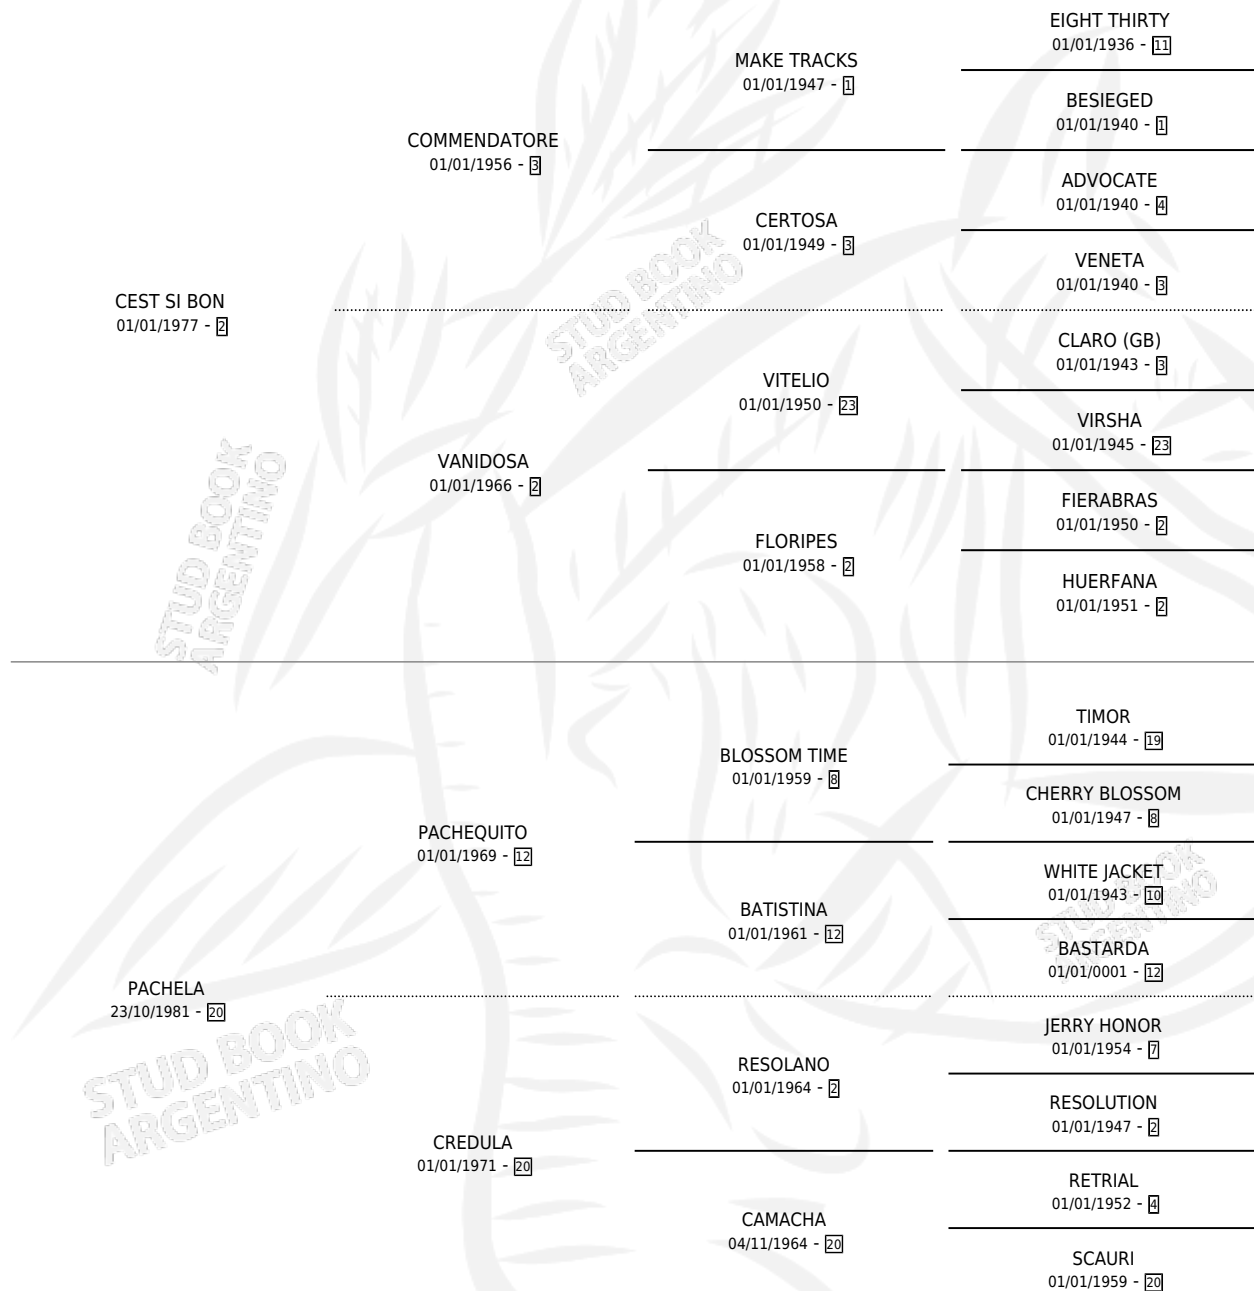 EIGHT THIRTY
01/01/1936 - 11
MAKE TRACKS
01/01/1947 - 1
BESIEGED
01/01/1940 - 1
COMMENDATORE
01/01/1956 - 3
ADVOCATE
01/01/1940 - 4
CERTOSA
01/01/1949 - 3
VENETA
01/01/1940 - 3
CEST SI BON
01/01/1977 - 2
STUD BOOK
ARGENTINO
CLARO (GB)
01/01/1943 - 3
VITELIO
01/01/1950 - 23
VIRSHA
01/01/1945 - 23
VANIDOSA
01/01/1966 - 2
FIERABRAS
01/01/1950 - 2
FLORIPES
01/01/1958 - 2
HUERFANA
01/01/1951 - 2
STUD BOOK
ARGENTINO
TIMOR
01/01/1944 - 19
BLOSSOM TIME
01/01/1959 - 8
CHERRY BLOSSOM
01/01/1947 - 8
PACHEQUITO
01/01/1969 - 12
WHITE JACKET
01/01/1943 - 10
BATISTINA
01/01/1961 - 12
STUD BOOK
ARGENTINO
BASTARDA
01/01/0001 - 12
PACHELA
23/10/1981 - 20
JERRY HONOR
01/01/1954 - 7
RESOLANO
01/01/1964 - 2
RESOLUTION
01/01/1947 - 2
STUD BOOK
ARGENTINO
CREDULA
01/01/1971 - 20
RETRIAL
01/01/1952 - 4
CAMACHA
04/11/1964 - 20
SCAURI
01/01/1959 - 20